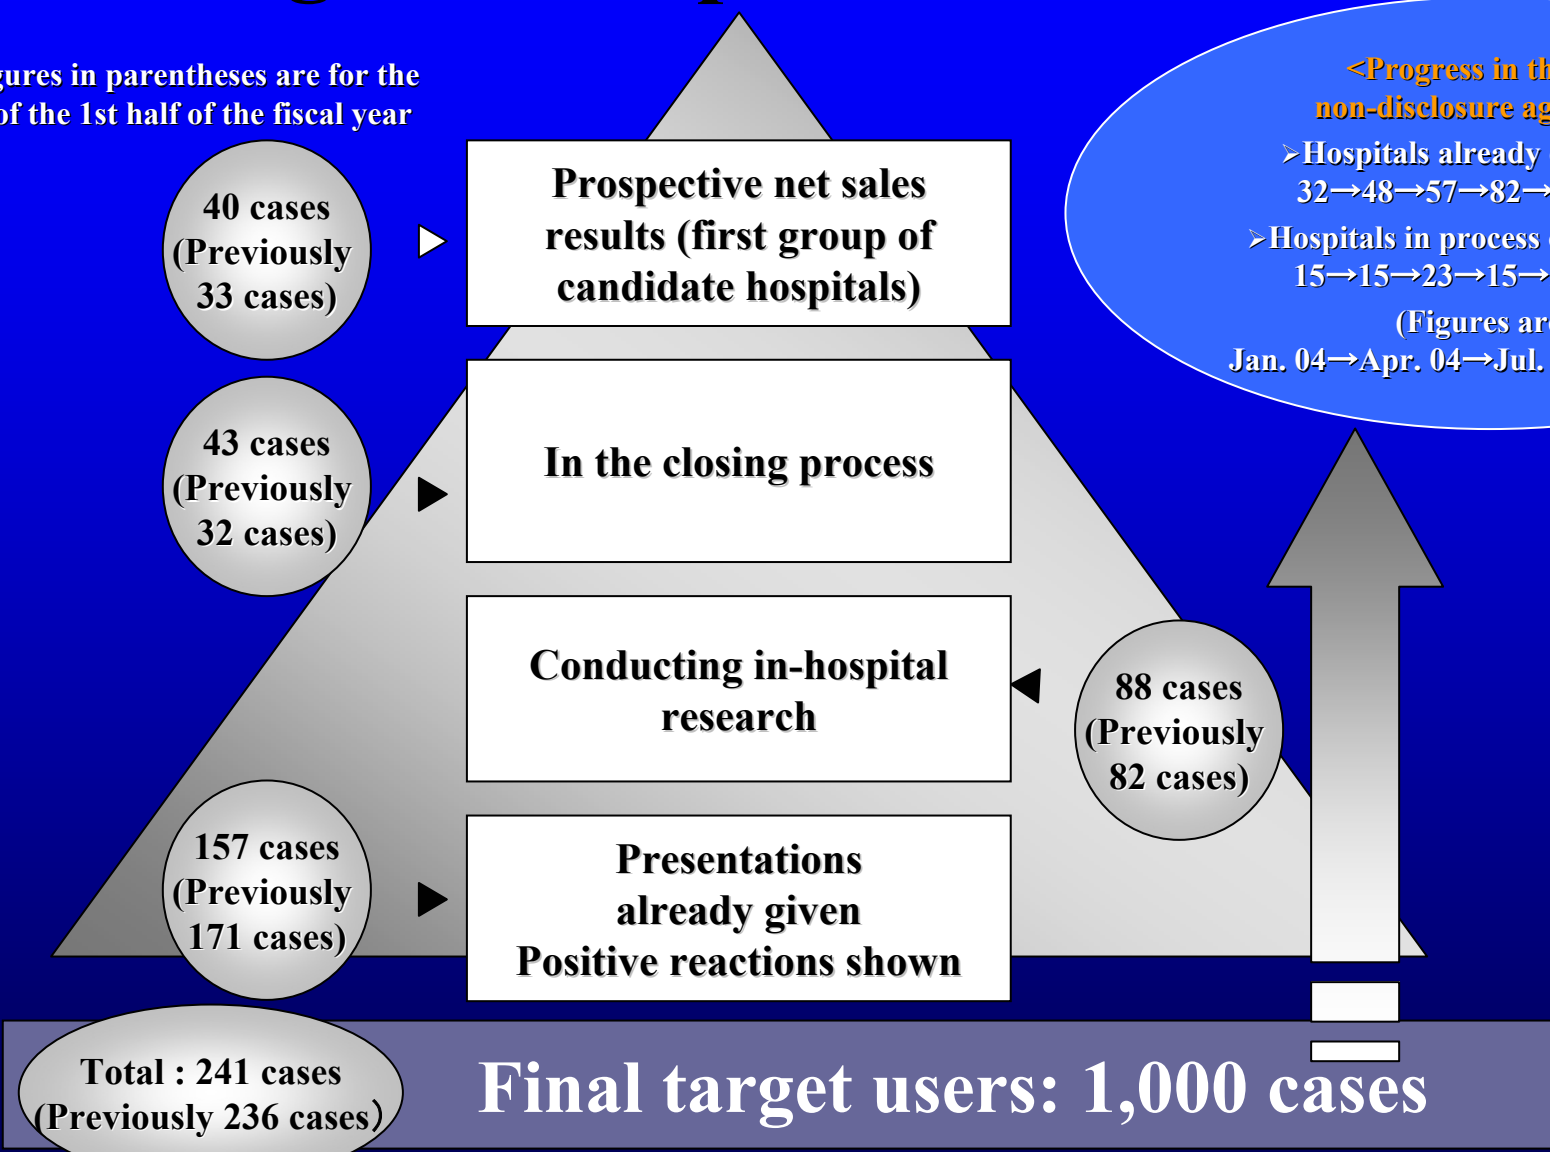 gures in parentheses are for the
of the 1st half of the fiscal year
40 cases
(Previously
33 cases)
Prospective net sales
results (first group of
candidate hospitals)
<Progress in th
non-disclosure ag
➢Hospitals already
32→48→57→82→
➢Hospitals in process
15→15→23→15→
(Figures are
Jan. 04→Apr. 04→Jul.
43 cases
(Previously
32 cases)
In the closing process
Conducting in-hospital
research
88 cases
(Previously
82 cases)
157 cases
(Previously
171 cases)
Presentations
already given
Positive reactions shown
Total : 241 cases
(Previously 236 cases)
Final target users: 1,000 cases